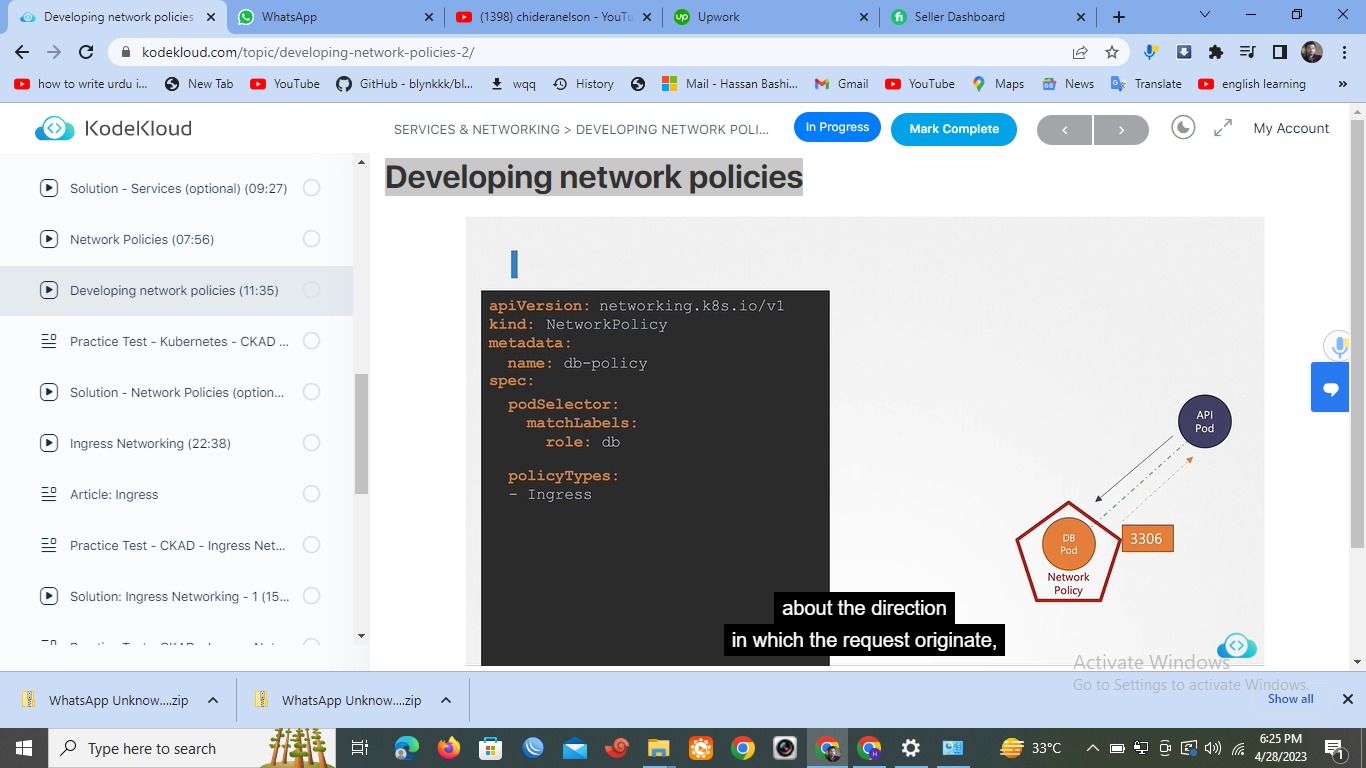 Developing network policies
WhatsApp
(1398) chideranelson - YouTu
Upwork
Seller Dashboard
kodekloud.com/topic/developing-network-policies-2/
how to write urdu i...
New Tab
YouTube
GitHub - blynkkk/bl...
wqq
History
Mail - Hassan Bashi...
Gmail
YouTube
Maps
News
Translate
english learning
»
KodeKloud
SERVICES & NETWORKING > DEVELOPING NETWORK POLI...
In Progress
Mark Complete
My Account
Solution - Services (optional) (09:27)
Network Policies (07:56)
Developing network policies (11:35)
Practice Test - Kubernetes - CKAD ...
Solution - Network Policies (option...
Ingress Networking (22:38)
Article: Ingress
Practice Test - CKAD - Ingress Net...
Solution: Ingress Networking - 1 (15...
Developing network policies
apiVersion: networking.k8s.io/v1
kind: NetworkPolicy
metadata:
name: db-policy
spec:
podSelector:
matchLabels:
role: db
policyTypes:
- Ingress
API
Pod
DB
Pod
3306
Network
Policy
about the direction
in which the request originate,
Activate Windows
Go to Settings to activate Windows.
WhatsApp Unknow....zip
WhatsApp Unknow....zip
Show all
Type here to search
33°C
6:25 PM
4/28/2023
1